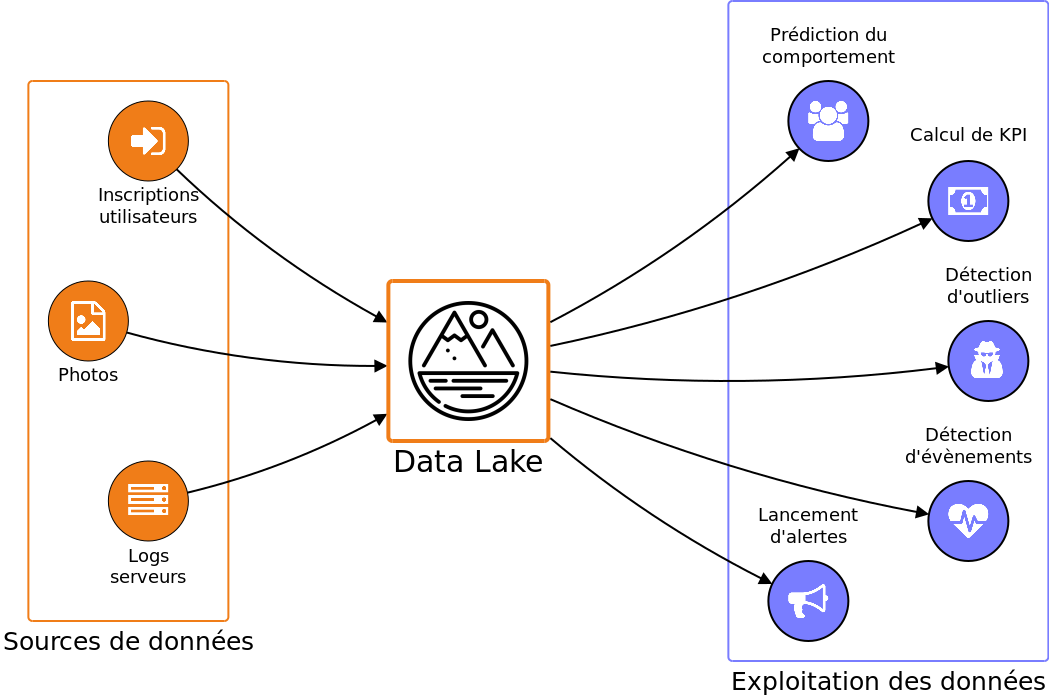 Inscriptions
utilisateurs
Photos
Logs
serveurs
Sources de données
Data Lake
Prédiction du
comportement
Calcul de KPI
1
Détection
d'outliers
Détection
d'évènements
Lancement
d'alertes
Exploitation des données